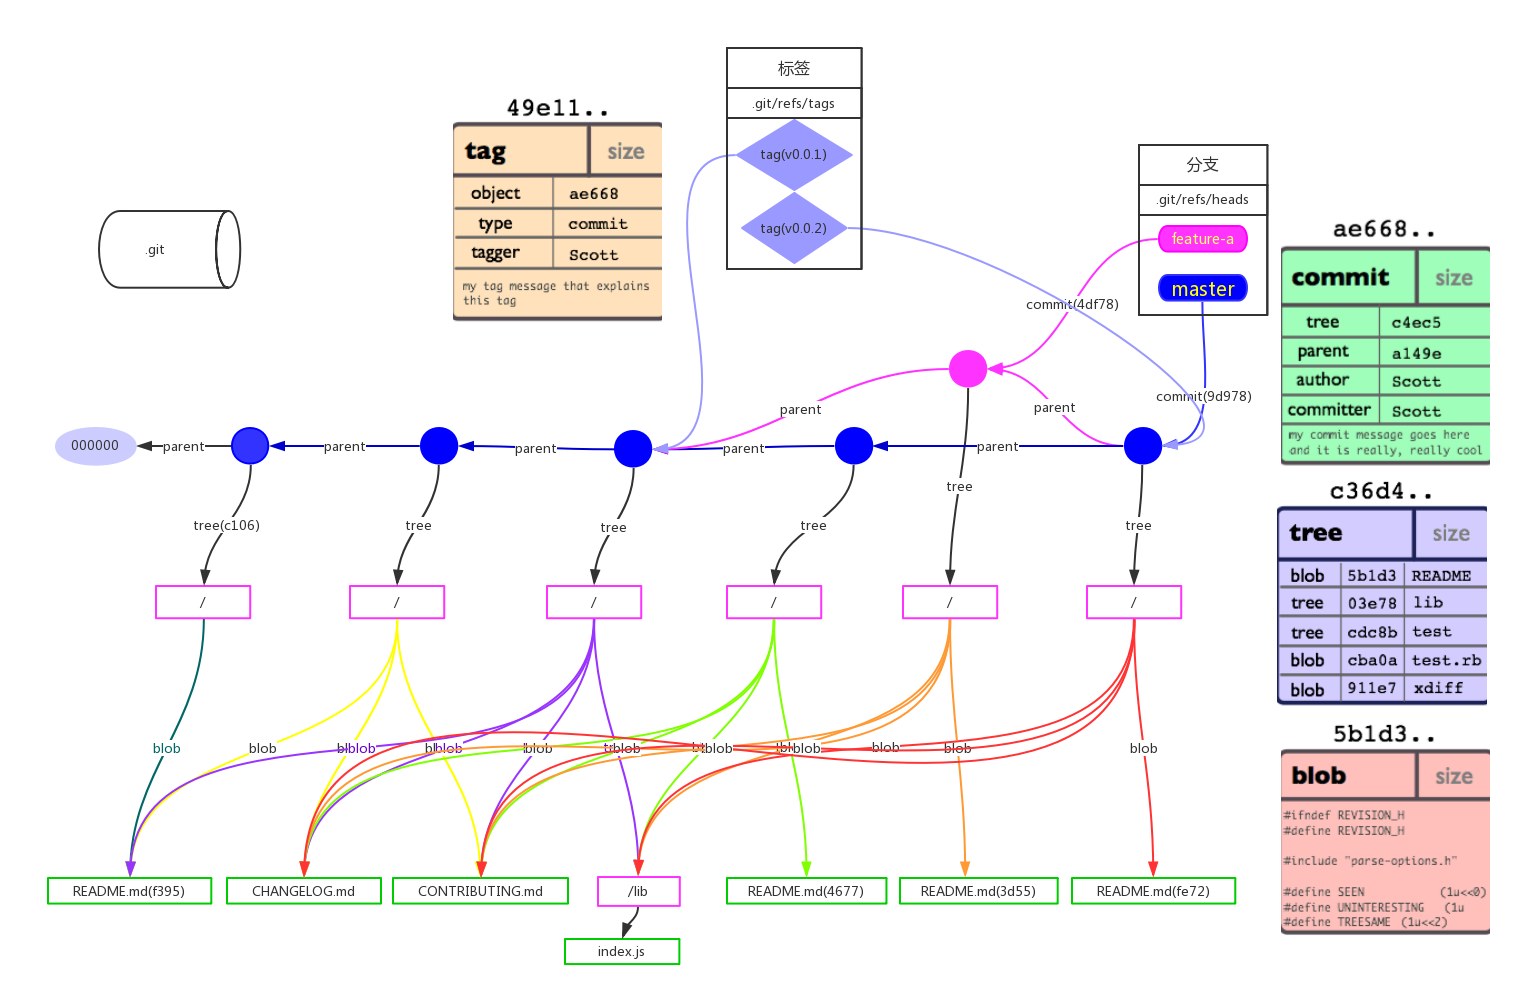 标签
.git/refs/tags
tag(v0.0.1)
tag(v0.0.2)
49e11..
tag size
object ae668
type commit
tagger Scott
my tag message that explains
this tag
.git
分支
.git/refs/heads
feature-a
master
commit(4df78)
commit(9d978)
ae668..
commit size
tree c4ec5
parent a149e
author Scott
committer Scott
my commit message goes here
and it is really, really cool
parent
parent
000000
parent
parent
parent
parent
parent
tree
tree(c106)
tree
tree
tree
tree
c36d4..
tree size
blob 5b1d3 README
tree 03e78 lib
tree cdc8b test
blob cba0a test.rb
blob 911e7 xdiff
/
/
/
/
/
/
blob
blob
blob
blob
blob
blob
blob
blob
blob
blob
blob
5b1d3..
blob size
#ifndef REVISION_H
#define REVISION_H
#include "parse-options.h"
#define SEEN (1u<<0)
#define UNINTERESTING (1u
#define TREESAME (1u<<2)
README.md(f395)
CHANGELOG.md
CONTRIBUTING.md
/lib
README.md(4677)
README.md(3d55)
README.md(fe72)
index.js